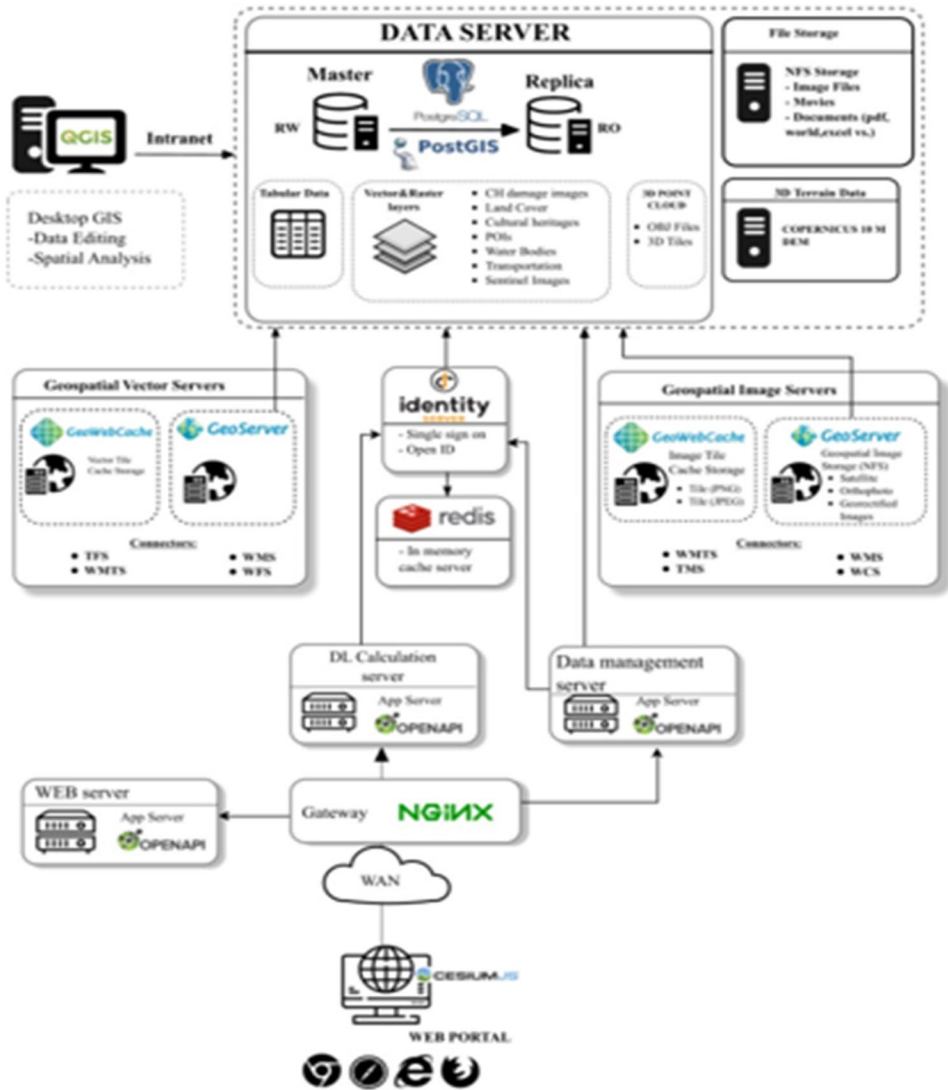 DATA SERVER
Master
Replica
RW
PostgreSQL
PostGIS
RO
File Storage
NFS Storage
- Image Files
- Movies
- Documents (pdf,
world,excel vs.)
QGIS
Intranet
Desktop GIS
-Data Editing
-Spatial Analysis
Tabular Data
Vector&Raster
layers
• CH damage images
• Land Cover
• Cultural heritages
• POIs
• Water Bodies
• Transportation
• Sentinel Images
3D POINT
CLOUD
• OBJ Files
• 3D Tiles
3D Terrain Data
COPERNICUS 10 M
DEM
Geospatial Vector Servers
GeoWebCache
Vector Tile
Cache Storage
GeoServer
Connectors:
• TFS
• WMTS
• WMS
• WFS
identity
SERVER
- Single sign on
- Open ID
redis
- In memory
cache server
Geospatial Image Servers
GeoWebCache
Image Tile
Cache Storage
• Tile (PNG)
• Tile (JPEG)
GeoServer
Geospatial Image
Storage (NFS)
• Satellite
• Orthophoto
• Georectified
Images
Connectors:
• WMTS
• TMS
• WMS
• WCS
DL Calculation
server
App Server
OPENAPI
Data management
server
App Server
OPENAPI
WEB server
App Server
OPENAPI
Gateway
NGINX
WAN
CESIUMJS
WEB PORTAL